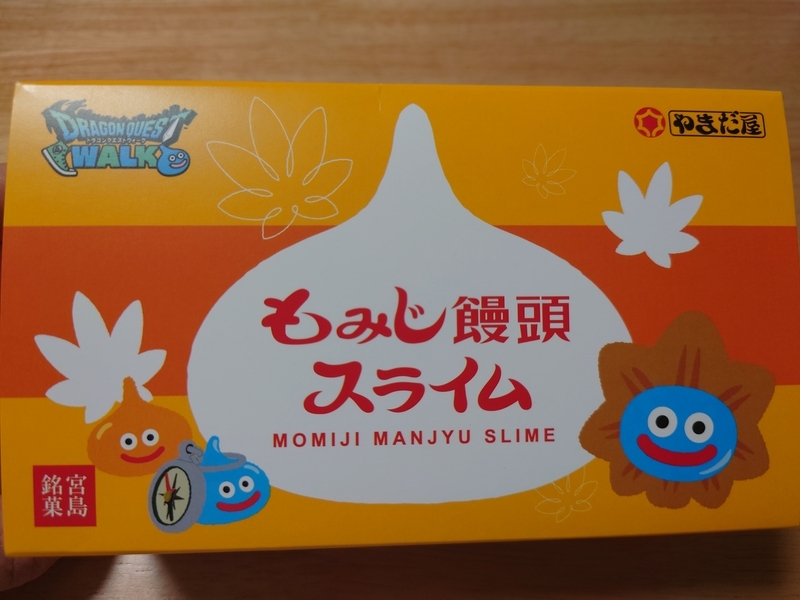 DRAGON QUEST
ドラゴンクエストウォーク
WALK
やまだ屋
もみじ饅頭
スライム
MOMIJI MANJYU SLIME
宮島
銘菓